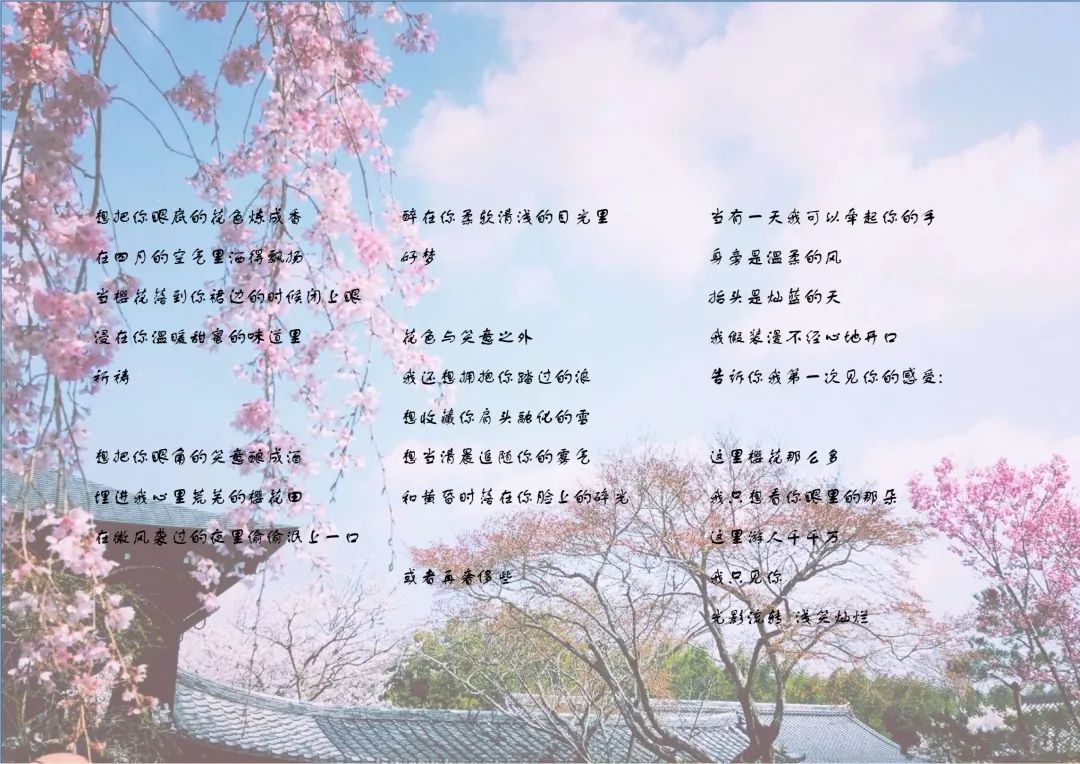 想把你眼底的花色炼成香
在四月的空气里洒得飘扬
当樱花落到你裙边的时候闭上眼
浸在你温暖甜蜜的味道里
祈祷
想把你眼角的笑意酿成酒
埋进我心里荒芜的樱花田
在微风袭过的夜里偷偷泯上一口
醉在你柔软清浅的目光里
好梦
花色与笑意之外
我还想拥抱你踏过的浪
想收藏你肩头融化的雪
想当清晨追随你的雾气
和黄昏时落在你脸上的碎光
或者再奢侈些
当有一天我可以牵起你的手
身旁是温柔的风
抬头是灿蓝的天
我假装漫不经心地开口
告诉你我第一次见你的感受:
这里樱花那么多
我只想看你眼里的那朵
这里游人千千万
我只见你
光影流转 浅笑灿烂